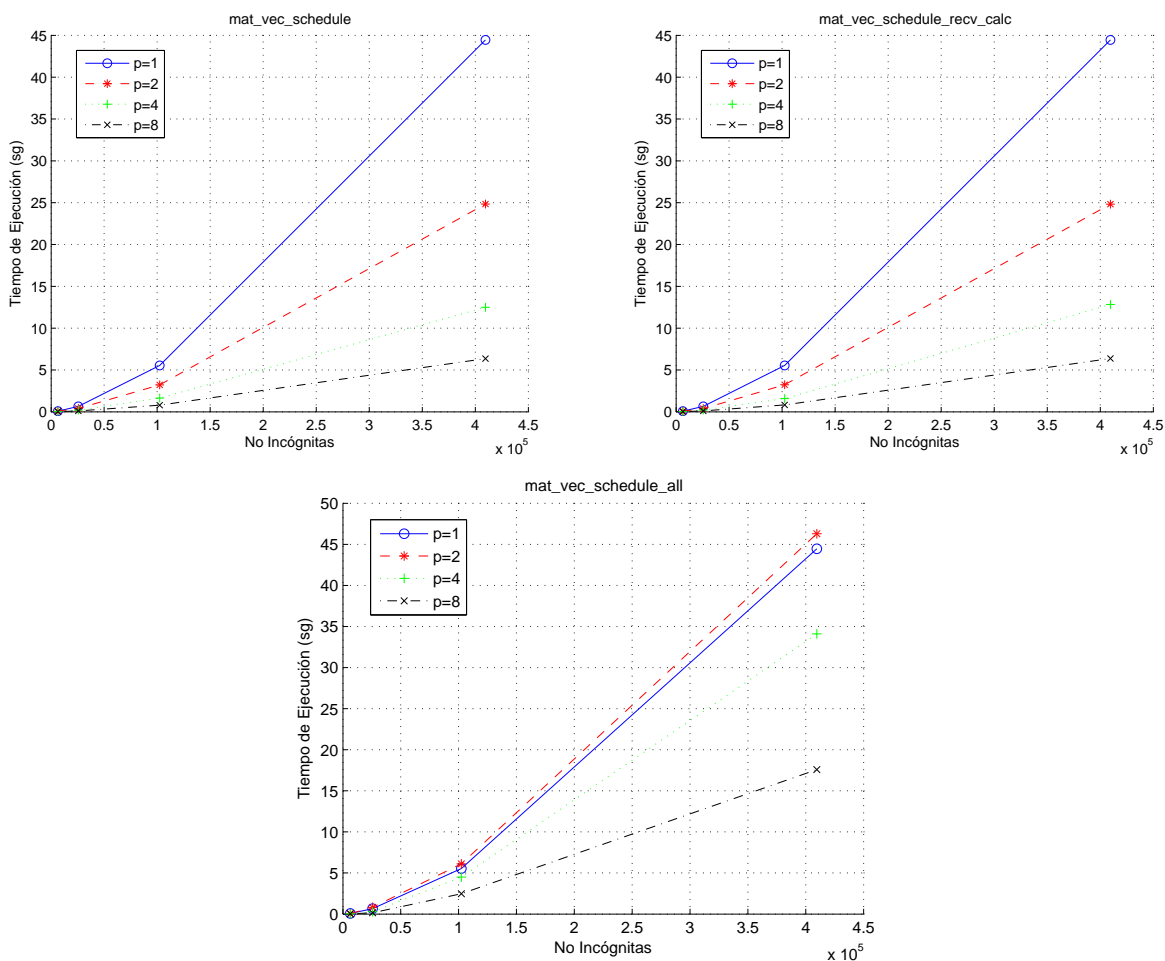 mat_vec_schedule
45
40
35
30
25
20
15
10
5
0
Tiempo de Ejecución (sg)
p=1
p=2
p=4
p=8
0 0.5 1 1.5 2 2.5 3 3.5 4 4.5
No Incógnitas
x 10^5
mat_vec_schedule_recv_calc
45
40
35
30
25
20
15
10
5
0
Tiempo de Ejecución (sg)
p=1
p=2
p=4
p=8
0 0.5 1 1.5 2 2.5 3 3.5 4 4.5
No Incógnitas
x 10^5
mat_vec_schedule_all
50
45
40
35
30
25
20
15
10
5
0
Tiempo de Ejecución (sg)
p=1
p=2
p=4
p=8
0 0.5 1 1.5 2 2.5 3 3.5 4 4.5
No Incógnitas
x 10^5